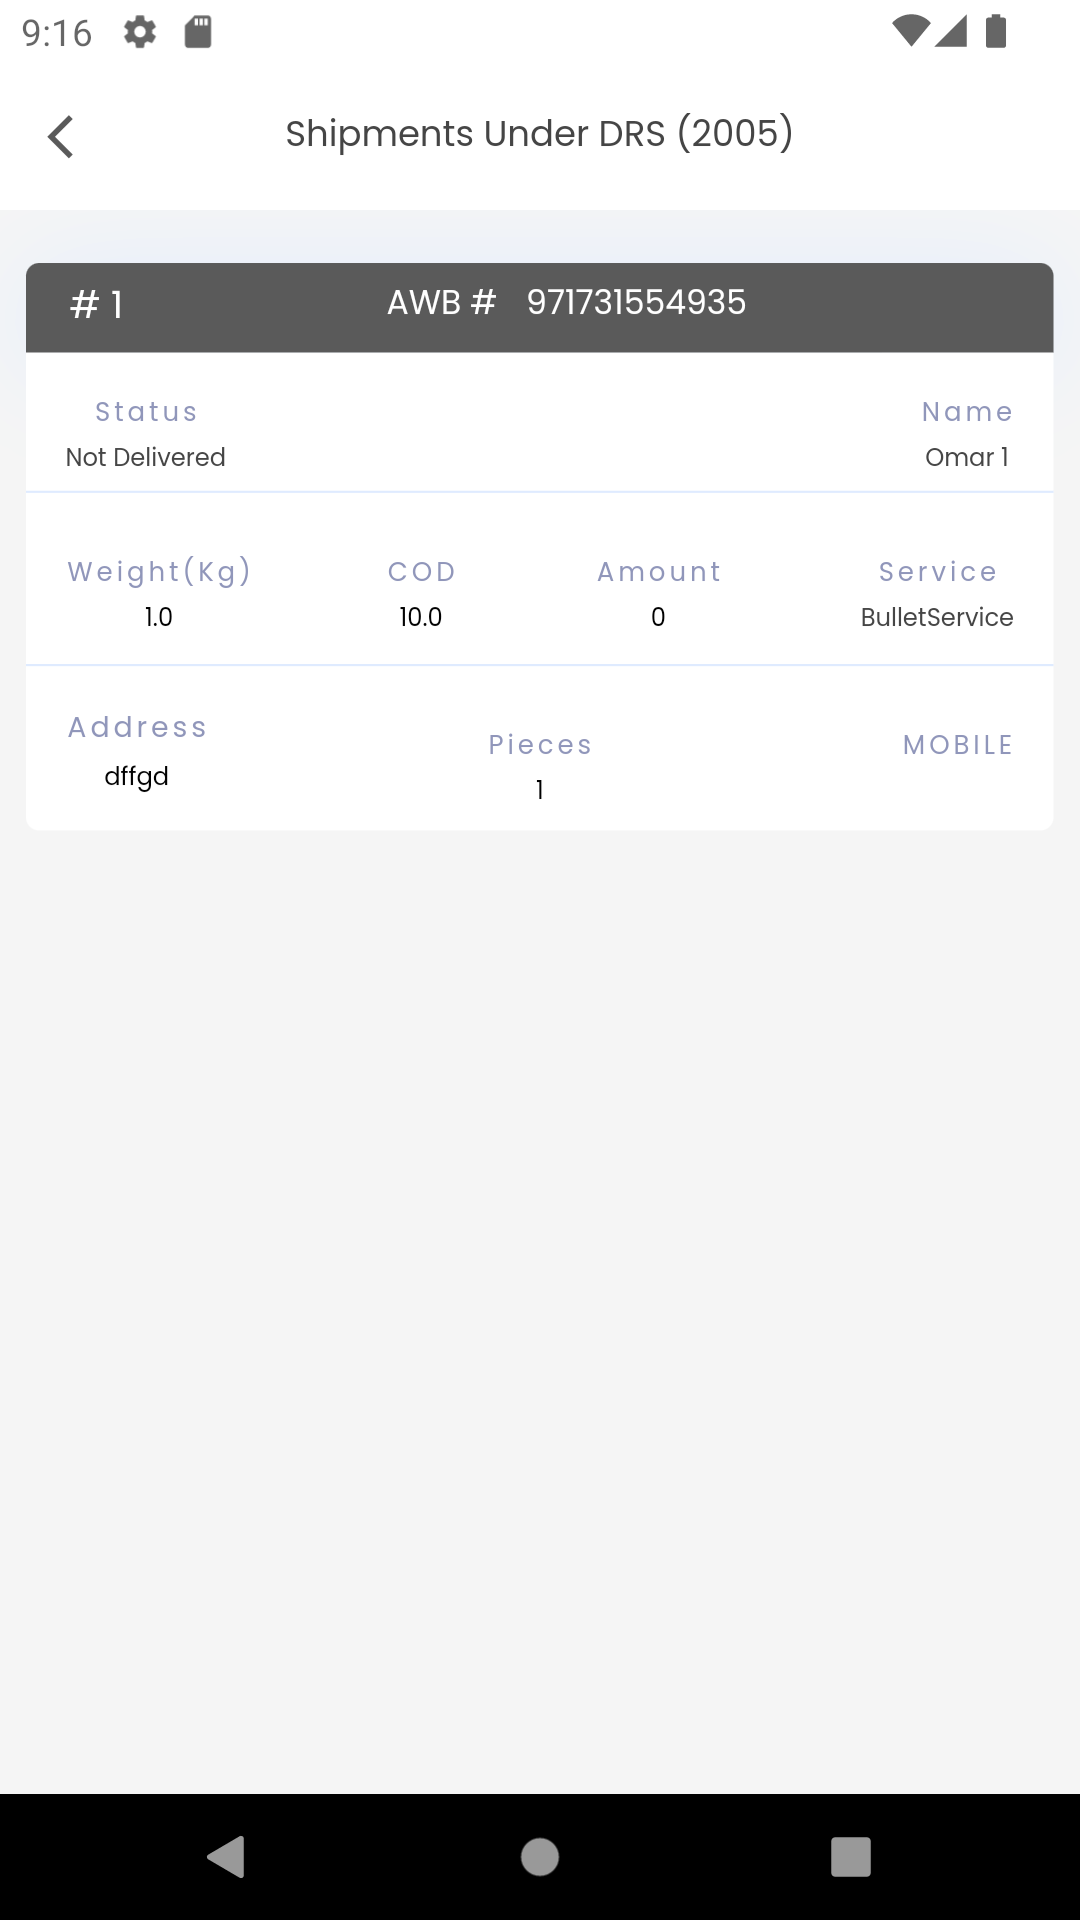 9:16
Shipments Under DRS (2005)
# 1 AWB # 971731554935
Status Name
Not Delivered Omar 1
Weight(Kg) COD Amount Service
1.0 10.0 0 BulletService
Address Pieces MOBILE
dffgd 1